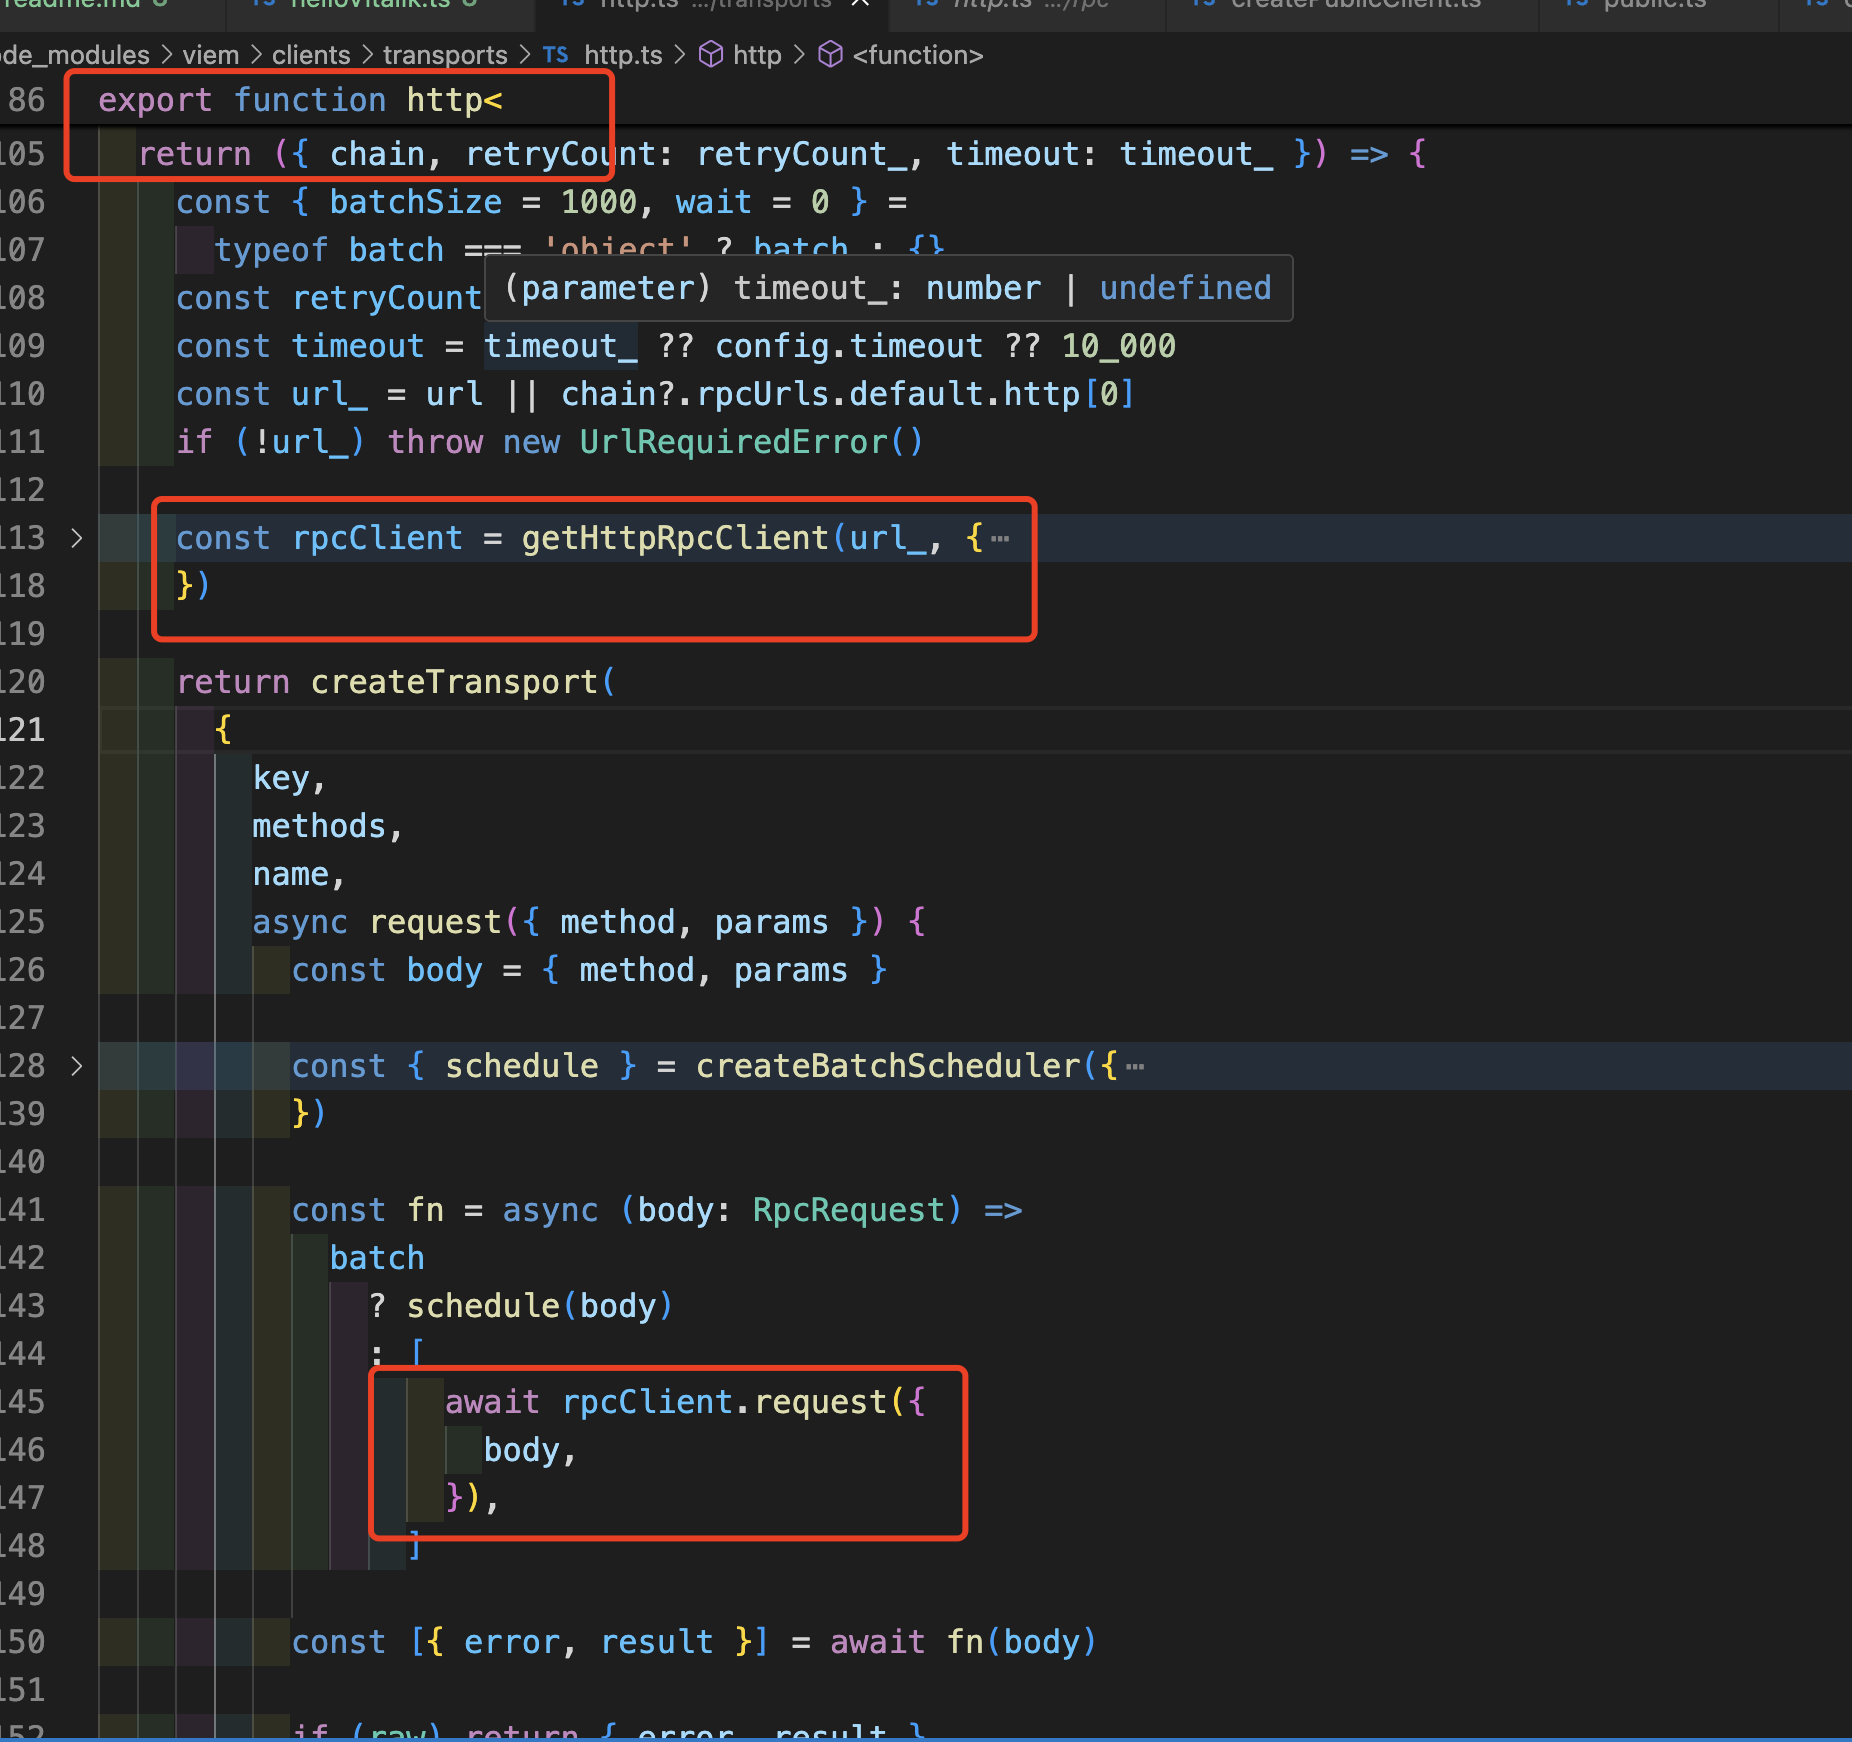 readme.md TS helloVitalik.ts TS http.ts .../transports TS http.ts .../rpc TS createPublicClient.ts TS public.ts TS
de_modules > viem > clients > transports > TS http.ts > http > <function>
86 export function http<
105 return ({ chain, retryCount: retryCount_, timeout: timeout_ }) => {
106 const { batchSize = 1000, wait = 0 } =
107 typeof batch === 'object' ? batch : {}
(parameter) timeout_: number | undefined
108 const retryCount
109 const timeout = timeout_ ?? config.timeout ?? 10_000
110 const url_ = url || chain?.rpcUrls.default.http[0]
111 if (!url_) throw new UrlRequiredError()
112
113 const rpcClient = getHttpRpcClient(url_, {…
118 })
119
120 return createTransport(
121 {
122 key,
123 methods,
124 name,
125 async request({ method, params }) {
126 const body = { method, params }
127
128 const { schedule } = createBatchScheduler({…
139 })
140
141 const fn = async (body: RpcRequest) =>
142 batch
143 ? schedule(body)
144 : [
145 await rpcClient.request({
146 body,
147 }),
148 ]
149
150 const [{ error, result }] = await fn(body)
151
152 if (raw) return { error, result }